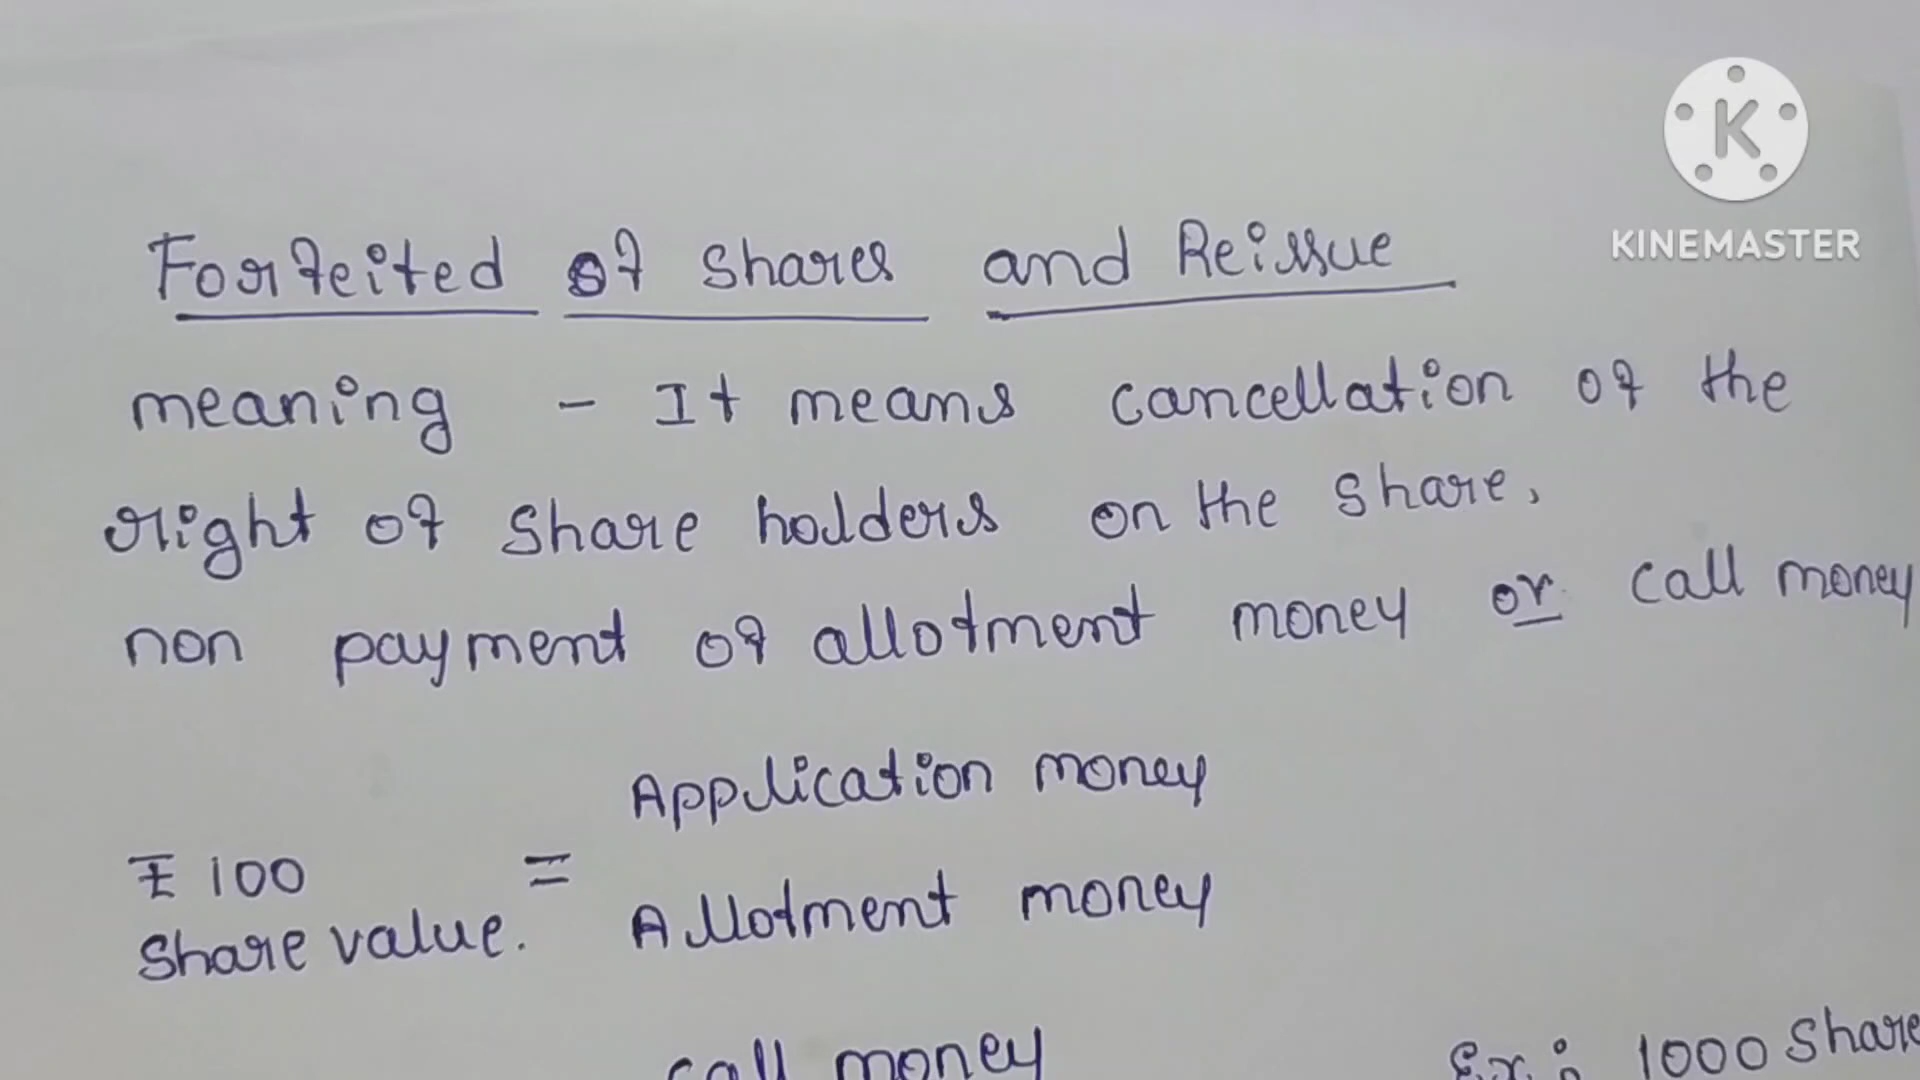 KINEMASTER
Forfeited of Shares and Reissue
meaning - It means cancellation of the
right of Share holders on the Share,
non payment of allotment money or call money
Application money
₹ 100 =
Share value. Allotment money
call money
Ex: 1000 Share